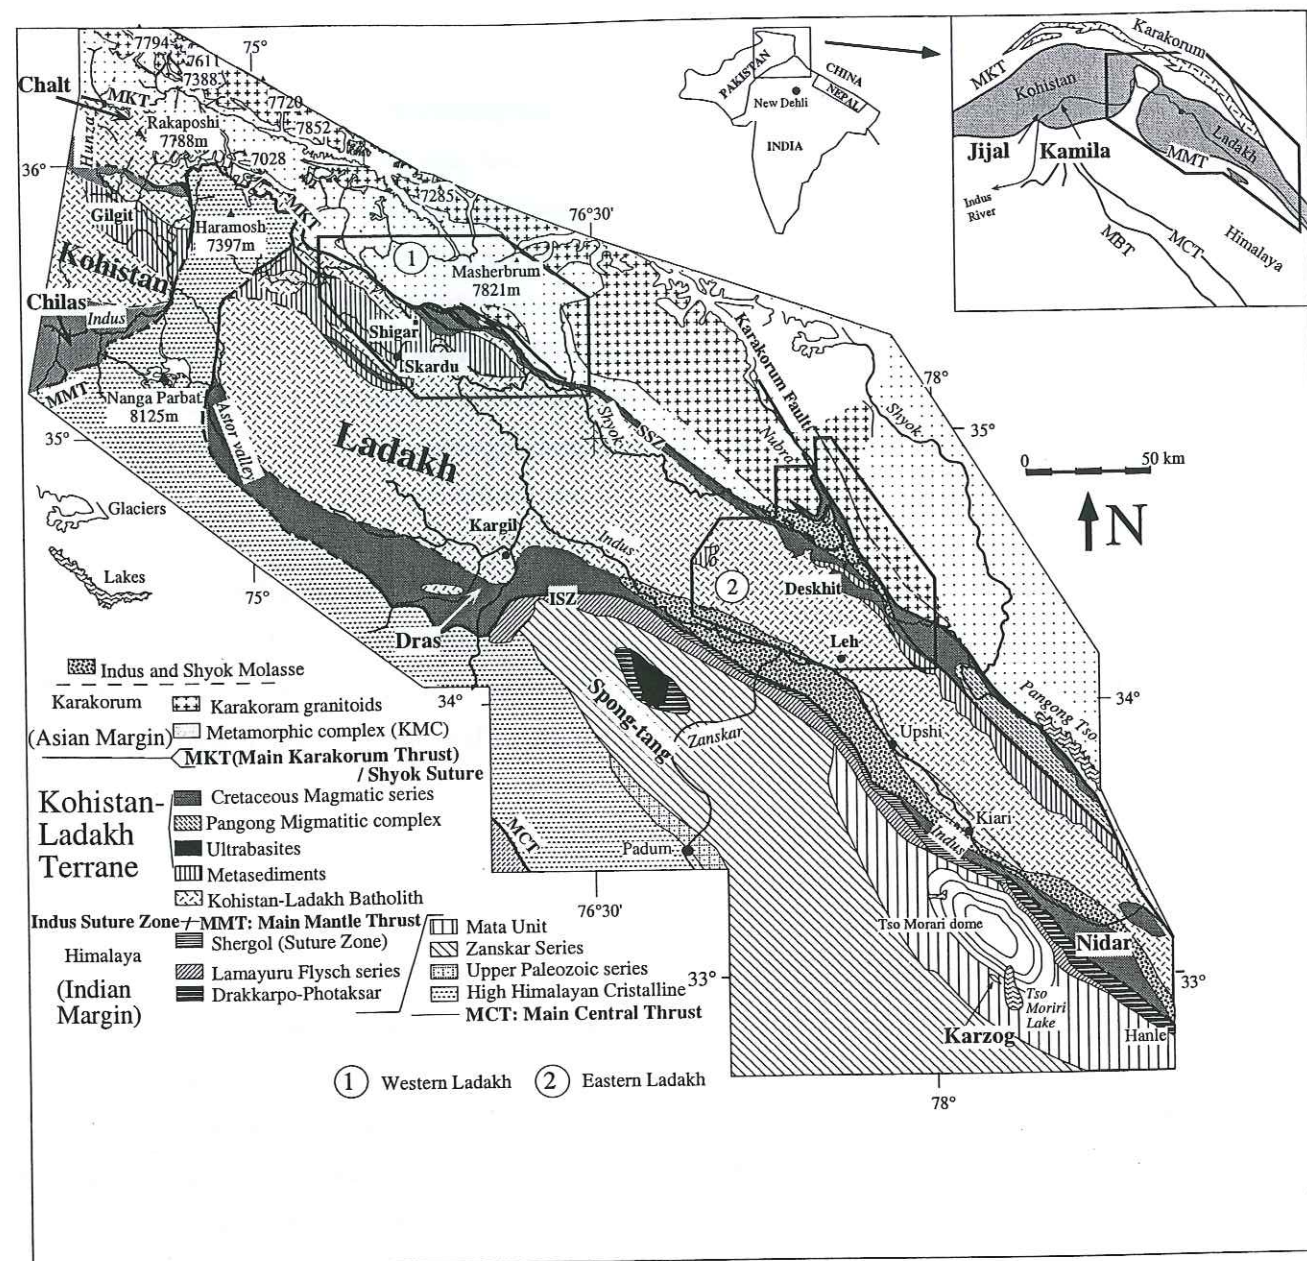 7794
7611
7388
75°
Chalt
MKT
7720
Rakaposhi
7788m
7852
Hunza
36°
7028
7285
Gilgit
MKT
Haramosh
7397m
76°30'
1
Masherbrum
7821m
Kohistan
Chilas
Indus
Shigar
Skardu
MMT
Nanga Parbat
8125m
35°
Astor valley
Ladakh
Shyok
SSZ
Karakorum Fault
Nubra
78°
Shyok
35°
0 50 km
N
PAKISTAN
CHINA
NEPAL
New Dehli
INDIA
Karakorum
MKT
Kohistan
Ladakh
Jijal
Kamila
MMT
Indus
River
MBT
MCT
Himalaya
Glaciers
Lakes
75°
Kargil
Indus
2
Deskhit
ISZ
Dras
Leh
34°
34°
Spong-tang
Zanskar
Pangong Tso
Upshi
MCT
Padum
Kiari
Indus
76°30'
Tso Morari dome
Nidar
33°
33°
Tso
Moriri
Lake
Karzog
Hanle
78°
Indus and Shyok Molasse
Karakorum
(Asian Margin)
Karakoram granitoids
Metamorphic complex (KMC)
MKT(Main Karakorum Thrust)
/ Shyok Suture
Kohistan-
Ladakh
Terrane
Cretaceous Magmatic series
Pangong Migmatitic complex
Ultrabasites
Metasediments
Kohistan-Ladakh Batholith
Indus Suture Zone MMT: Main Mantle Thrust
Himalaya
(Indian
Margin)
Shergol (Suture Zone)
Lamayuru Flysch series
Drakkarpo-Photaksar
Mata Unit
Zanskar Series
Upper Paleozoic series
High Himalayan Cristalline
MCT: Main Central Thrust
1 Western Ladakh 2 Eastern Ladakh